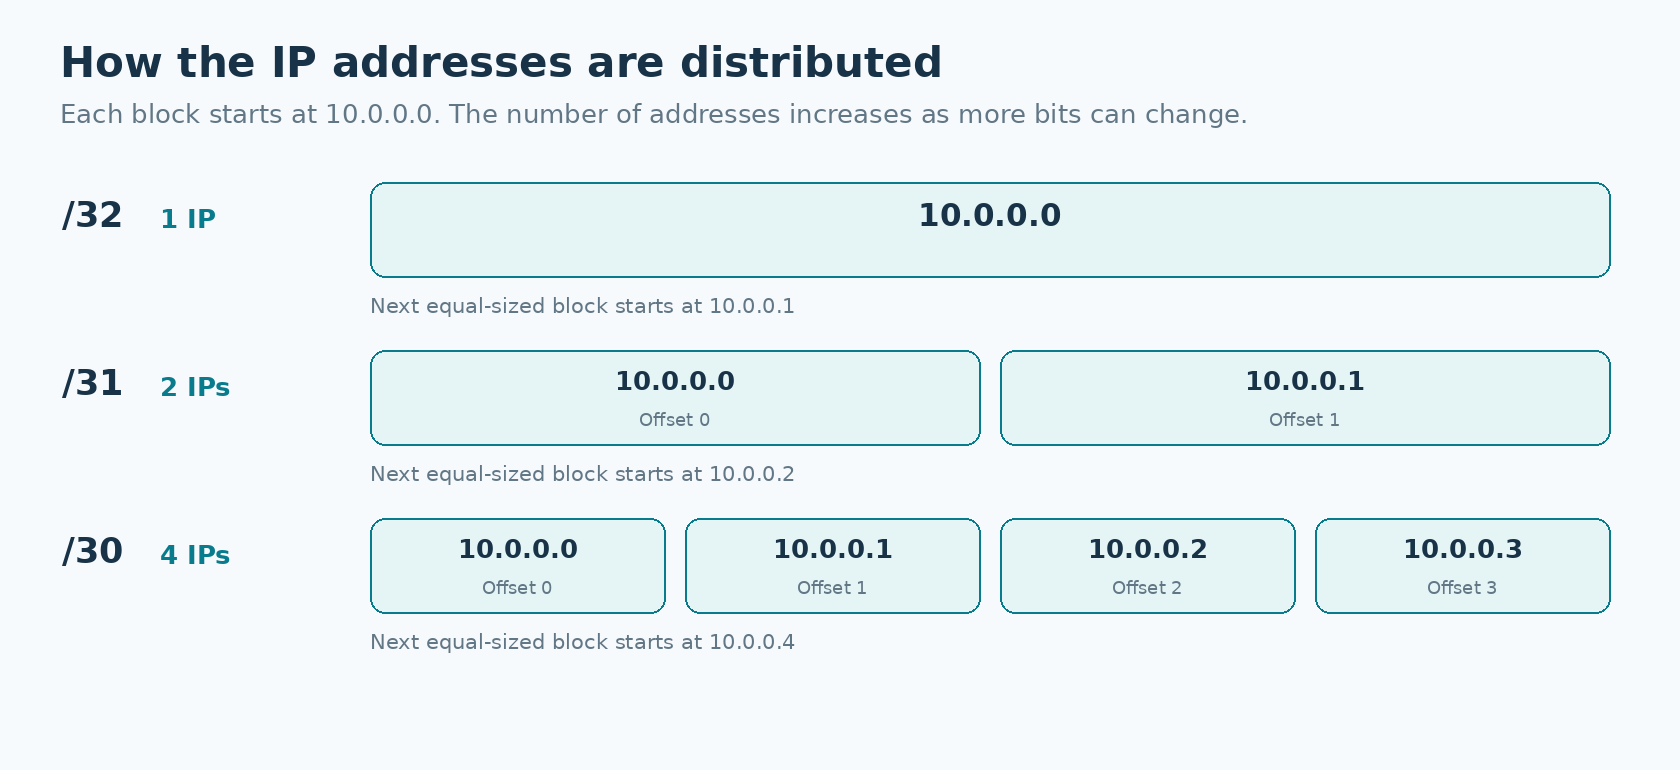 How the IP addresses are distributed
Each block starts at 10.0.0.0. The number of addresses increases as more bits can change.
/32 1 IP 10.0.0.0
Next equal-sized block starts at 10.0.0.1
/31 2 IPs 10.0.0.0 10.0.0.1
Offset 0 Offset 1
Next equal-sized block starts at 10.0.0.2
/30 4 IPs 10.0.0.0 10.0.0.1 10.0.0.2 10.0.0.3
Offset 0 Offset 1 Offset 2 Offset 3
Next equal-sized block starts at 10.0.0.4